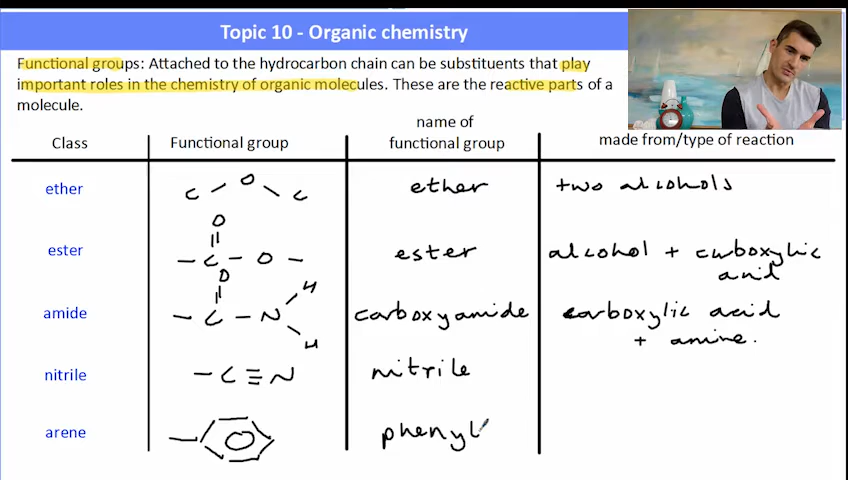 Topic 10 - Organic chemistry
Functional groups: Attached to the hydrocarbon chain can be substituents that play
important roles in the chemistry of organic molecules. These are the reactive parts of a
molecule.
Class
Functional group
name of
functional group
made from/type of reaction
ether
C O C
ether
two alcohols
ester
O
C O
ester
alcohol + carboxylic
acid
amide
O
C N H
H
carboxyamide
carboxylic acid
+ amine.
nitrile
C≡N
nitrile
arene
phenyl